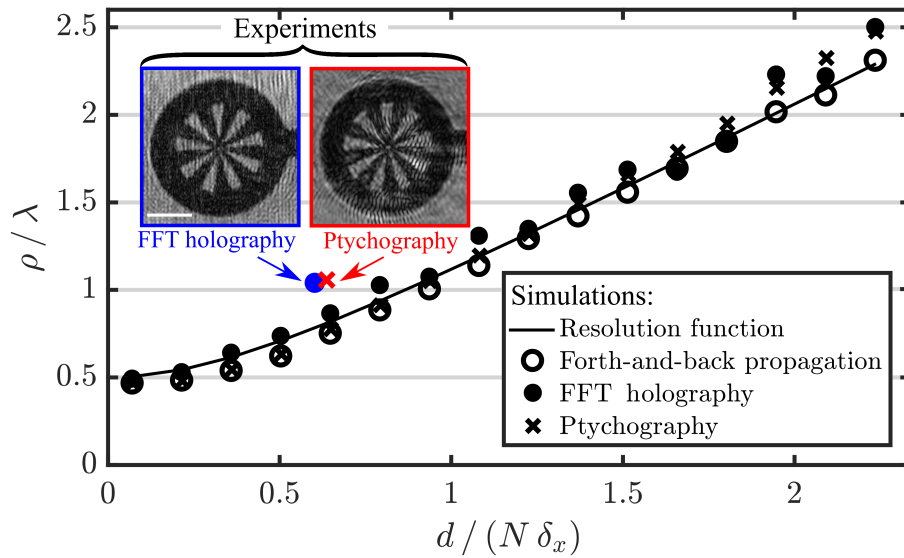 Experiments
FFT holography
Ptychography
2.5
2
1.5
1
0.5
0
ρ / λ
Simulations:
Resolution function
Forth-and-back propagation
FFT holography
Ptychography
0
0.5
1
1.5
2
d / (N δₓ)